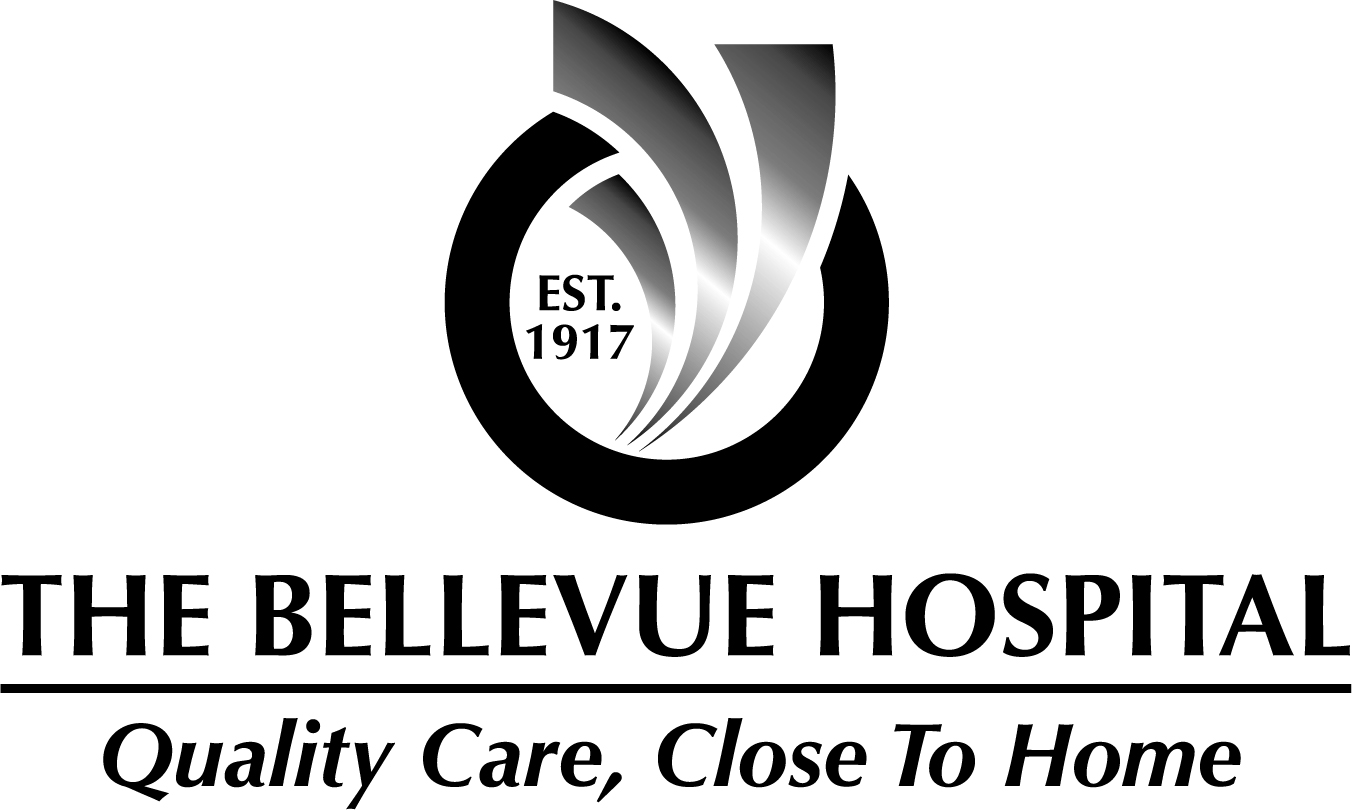 EST.
1917
THE BELLEVUE HOSPITAL
Quality Care, Close To Home